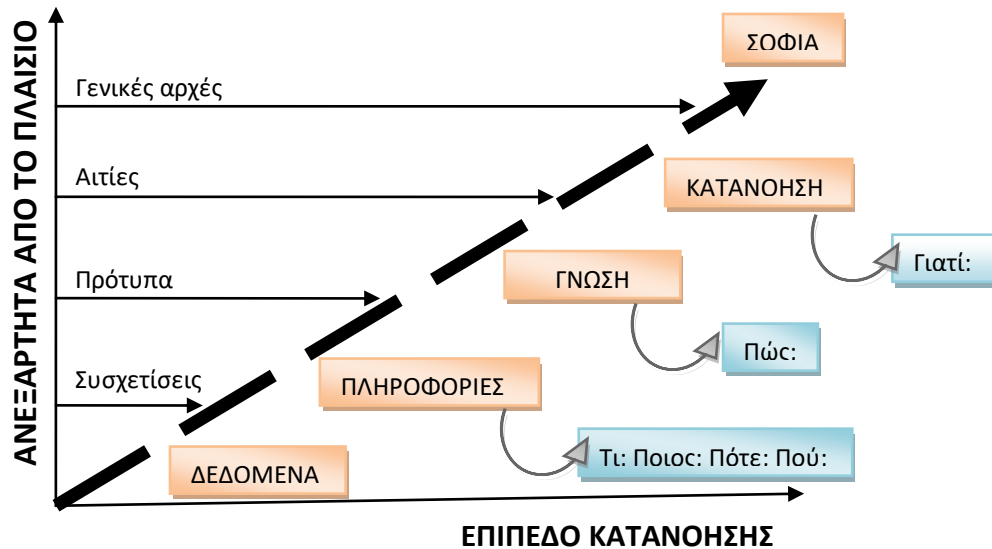 ΑΝΕΞΑΡΤΗΤΑ ΑΠΟ ΤΟ ΠΛΑΙΣΙΟ
ΣΟΦΙΑ
Γενικές αρχές
Αιτίες
ΚΑΤΑΝΟΗΣΗ
Γιατί:
Πρότυπα
ΓΝΩΣΗ
Πώς:
Συσχετίσεις
ΠΛΗΡΟΦΟΡΙΕΣ
Τι: Ποιος: Πότε: Πού:
ΔΕΔΟΜΕΝΑ
ΕΠΙΠΕΔΟ ΚΑΤΑΝΟΗΣΗΣ